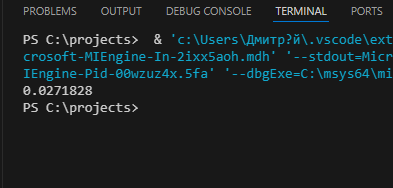 PROBLEMS OUTPUT DEBUG CONSOLE TERMINAL PORTS
PS C:\projects> & 'c:\Users\Дмитр?й\.vscode\ext
crosoft-MIEngine-In-2ixx5aoh.mdh' '--stdout=Micr
IEngine-Pid-00wzuz4x.5fa' '--dbgExe=C:\msys64\mi
0.0271828
PS C:\projects>